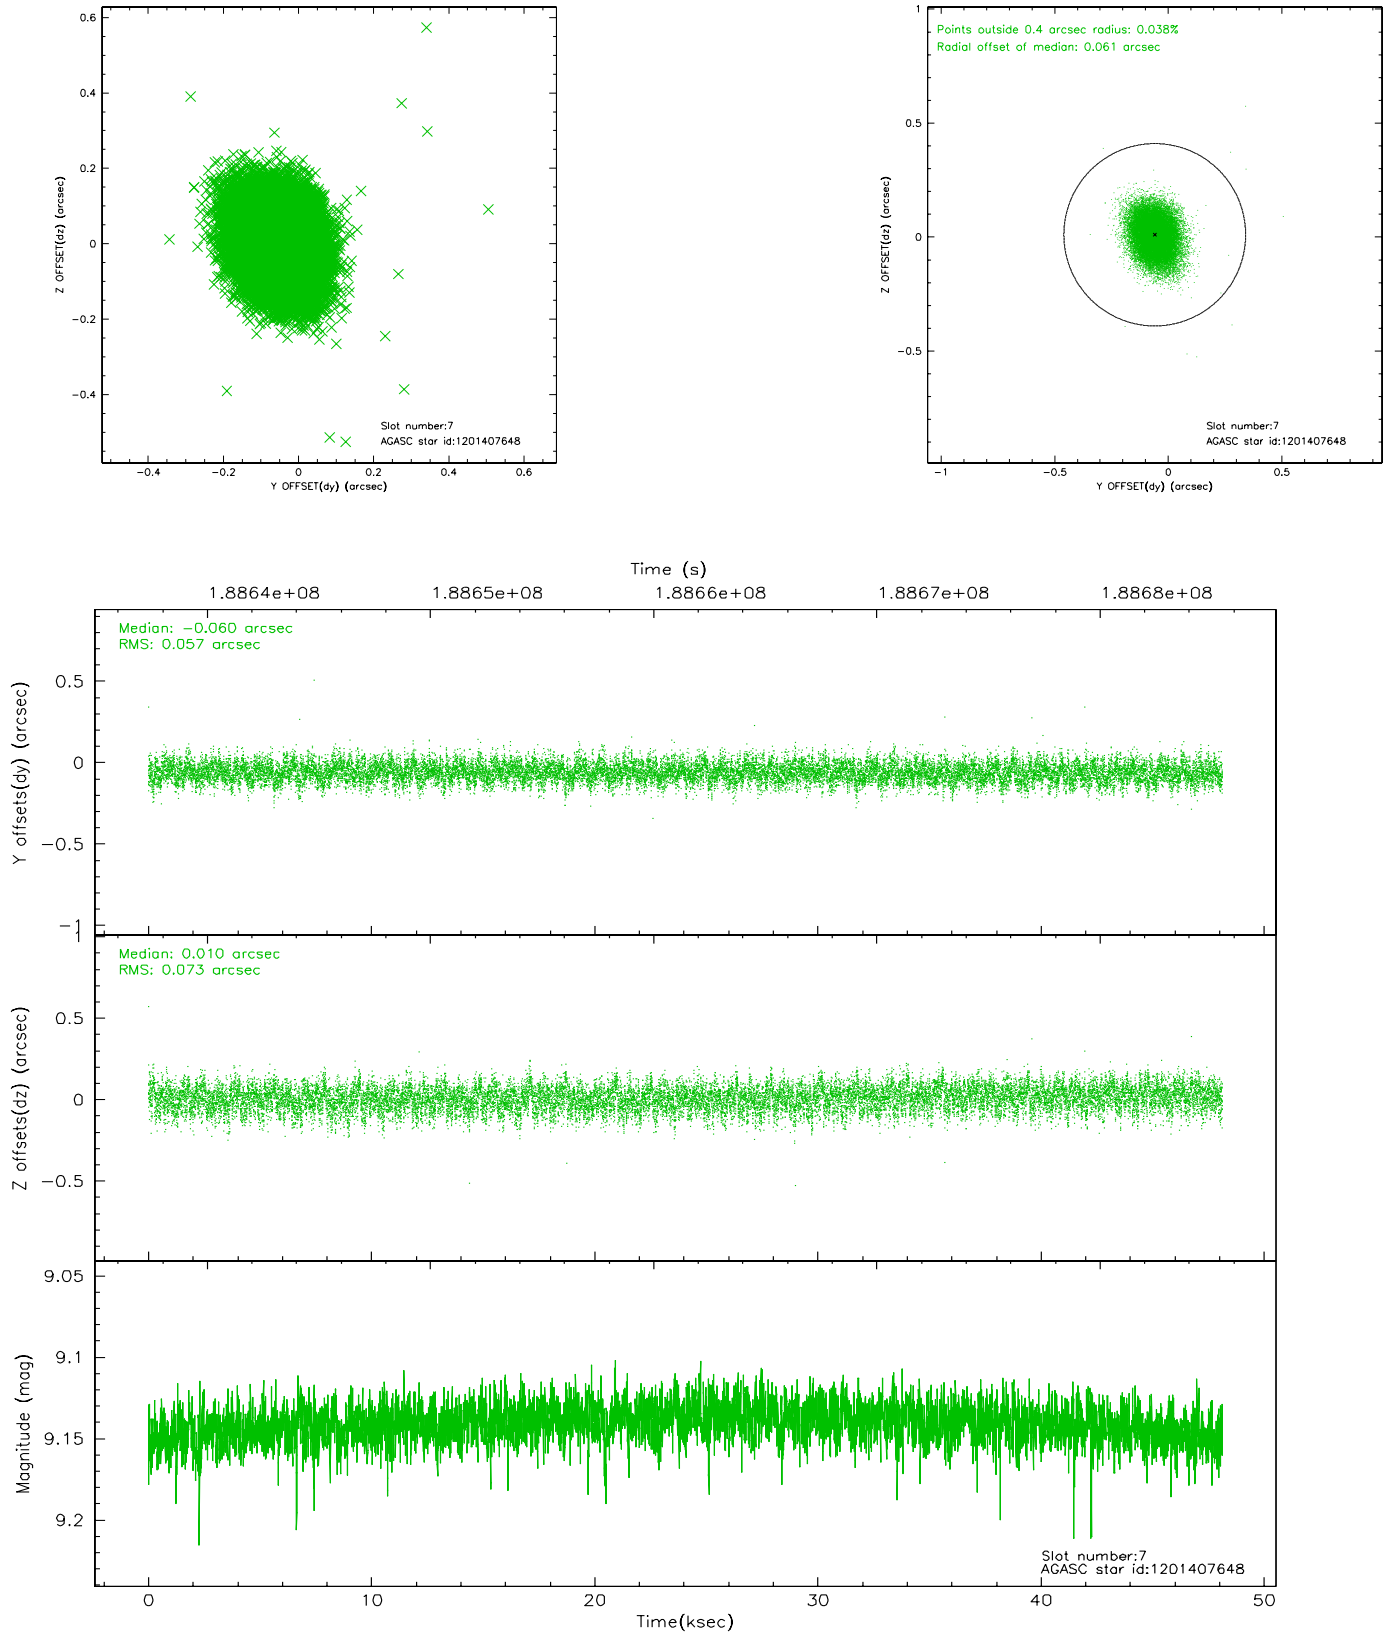 0.6
0.4
0.2
0
−0.2
−0.4
Z OFFSET(dz) (arcsec)
Slot number:7
AGASC star id:1201407648
−0.4 −0.2 0 0.2 0.4 0.6
Y OFFSET(dy) (arcsec)
1
0.5
0
−0.5
Z OFFSET(dz) (arcsec)
Points outside 0.4 arcsec radius: 0.038%
Radial offset of median: 0.061 arcsec
Slot number:7
AGASC star id:1201407648
−1 −0.5 0 0.5
Y OFFSET(dy) (arcsec)
Time (s)
1.8864e+08 1.8865e+08 1.8866e+08 1.8867e+08 1.8868e+08
Median: −0.060 arcsec
RMS: 0.057 arcsec
0.5
0
−0.5
−1
Y offsets(dy) (arcsec)
Median: 0.010 arcsec
RMS: 0.073 arcsec
1
0.5
0
−0.5
Z offsets(dz) (arcsec)
9.05
9.1
9.15
9.2
Magnitude (mag)
Slot number:7
AGASC star id:1201407648
0 10 20 30 40 50
Time(ksec)